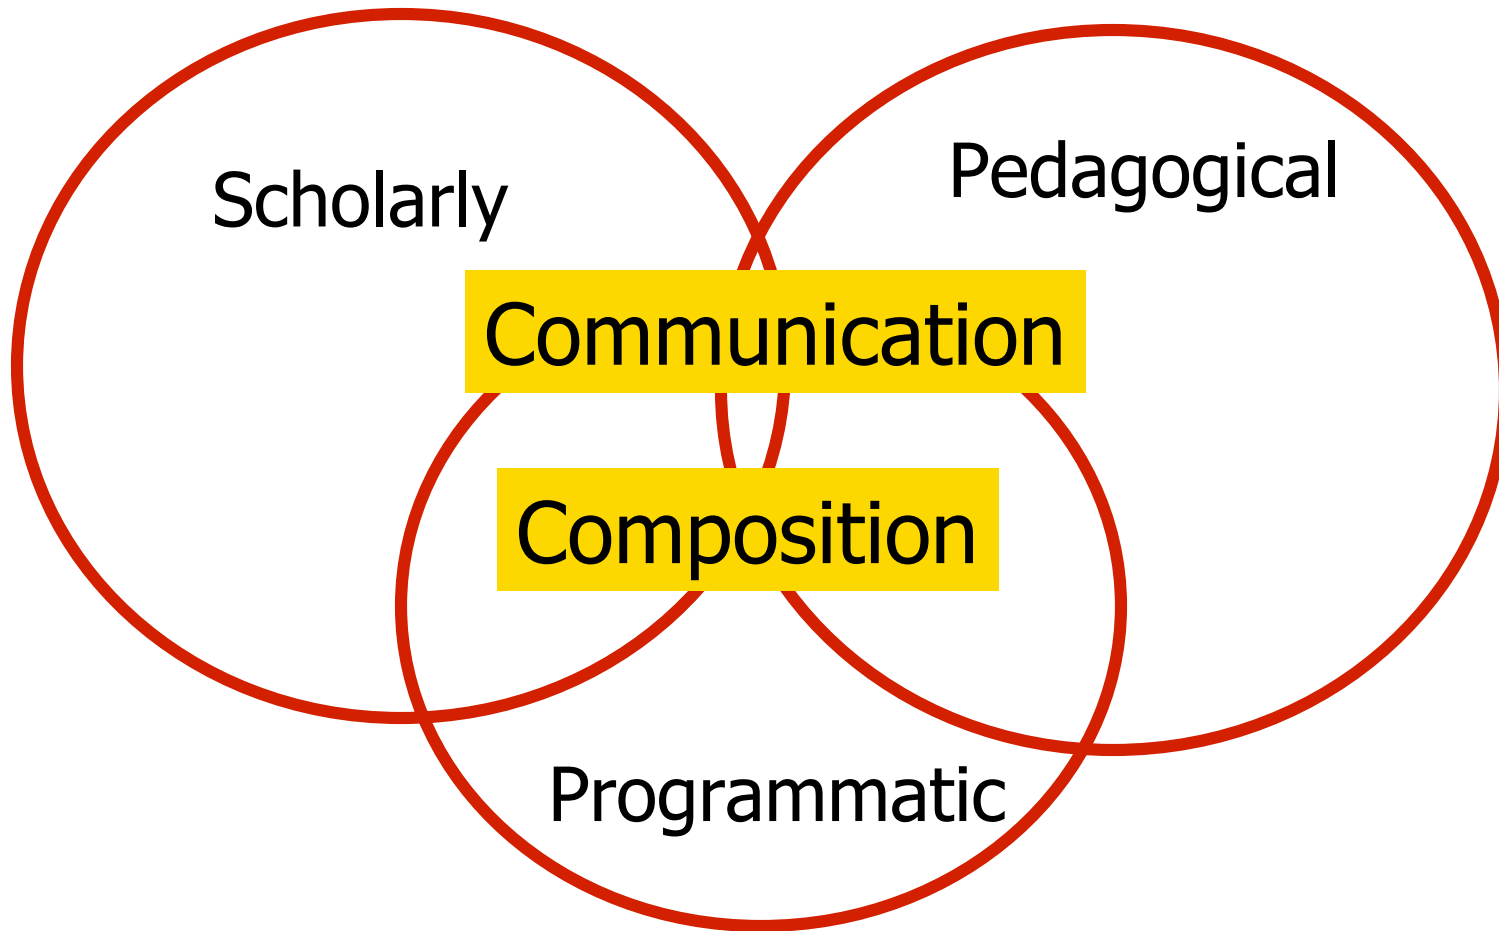 Scholarly
Pedagogical
Communication
Composition
Programmatic